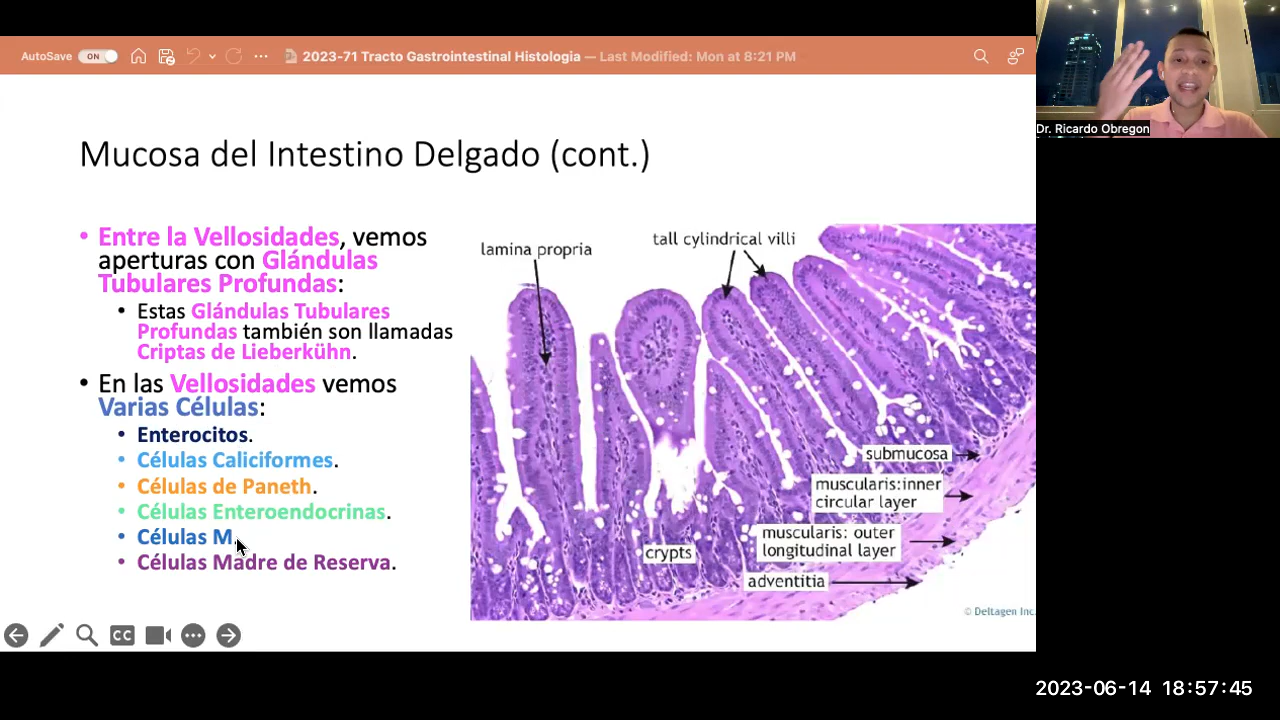 AutoSave ON 2023-71 Tracto Gastrointestinal Histologia — Last Modified: Mon at 8:21 PM
Dr. Ricardo Obregon
Mucosa del Intestino Delgado (cont.)
• Entre la Vellosidades, vemos
aperturas con Glándulas
Tubulares Profundas:
• Estas Glándulas Tubulares
Profundas también son llamadas
Criptas de Lieberkühn.
• En las Vellosidades vemos
Varias Células:
• Enterocitos.
• Células Caliciformes.
• Células de Paneth.
• Células Enteroendocrinas.
• Células M.
• Células Madre de Reserva.
lamina propria
tall cylindrical villi
submucosa
muscularis:inner
circular layer
muscularis: outer
longitudinal layer
crypts
adventitia
© Deltagen Inc.
CC
2023-06-14 18:57:45